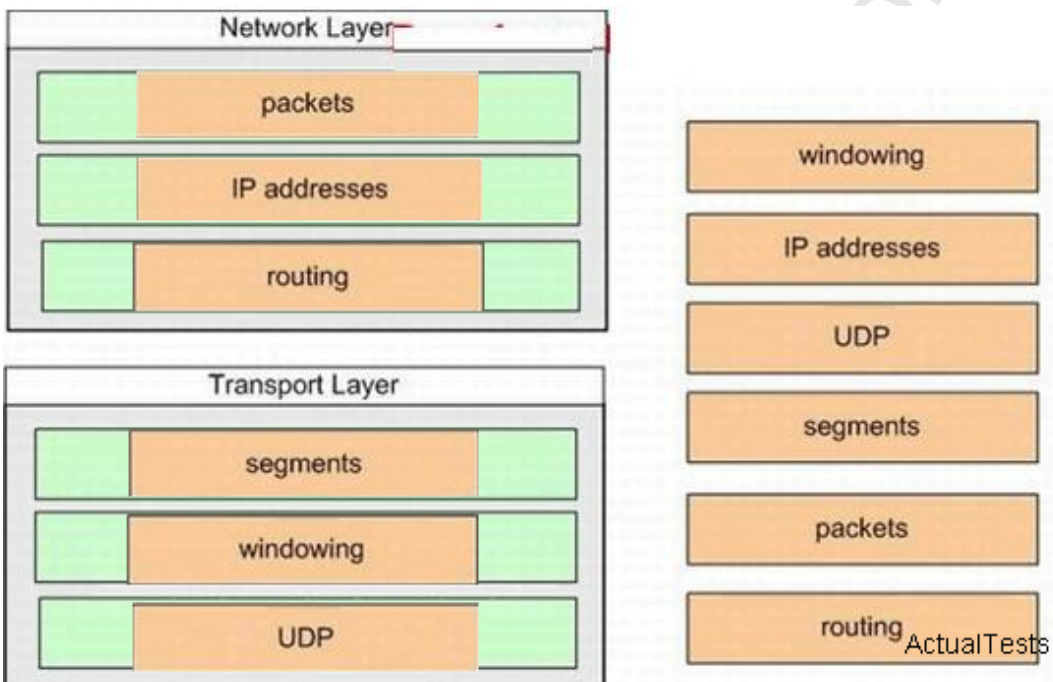 Network Layer
packets
IP addresses
routing
Transport Layer
segments
windowing
UDP
windowing
IP addresses
UDP
segments
packets
routing
ActualTests